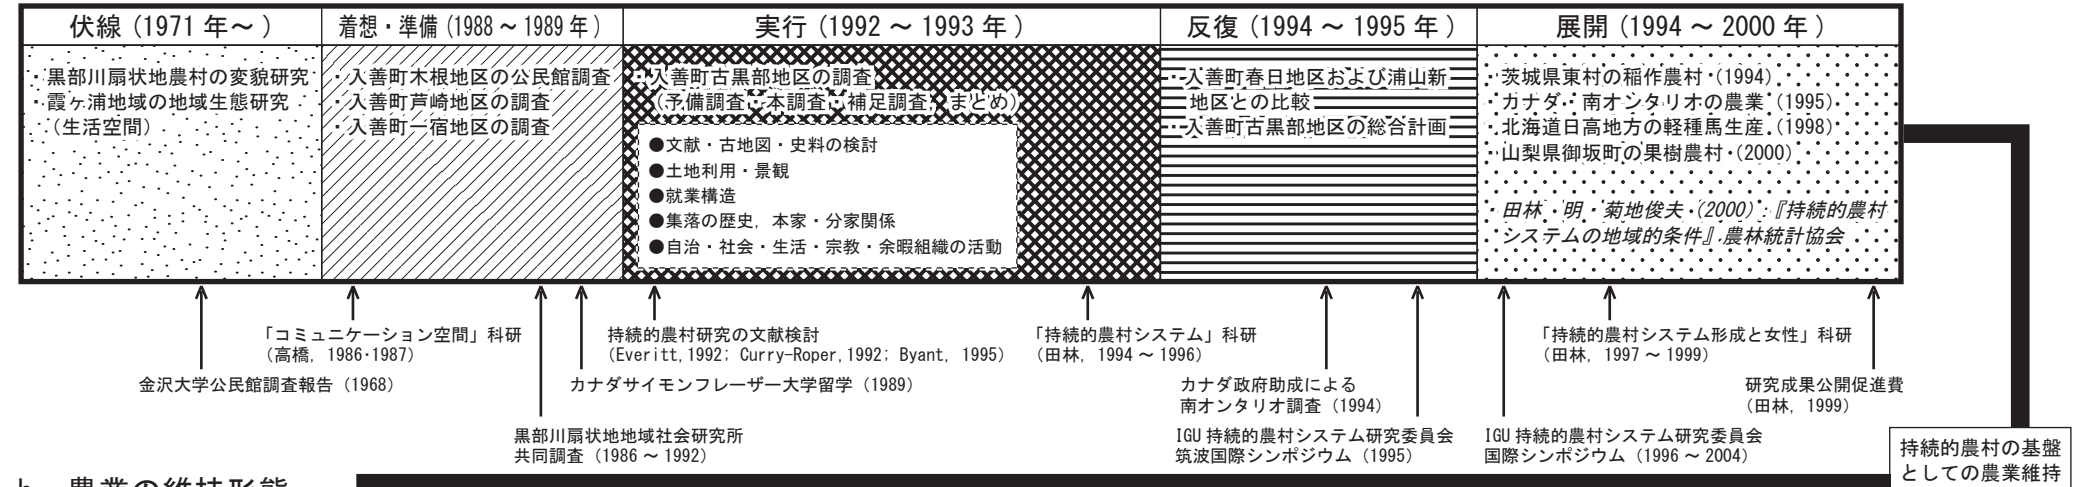 伏線 (1971 年～ )
着想・準備 (1988 ～ 1989 年 )
実行 (1992 ～ 1993 年 )
反復 (1994 ～ 1995 年 )
展開 (1994 ～ 2000 年 )
・黒部川扇状地農村の変貌研究
・霞ヶ浦地域の地域生態研究
（生活空間）
・入善町木根地区の公民館調査
・入善町芦崎地区の調査
・入善町一宿地区の調査
・入善町古黒部地区の調査
（予備調査・本調査・補足調査，まとめ）
●文献・古地図・史料の検討
●土地利用・景観
●就業構造
●集落の歴史，本家・分家関係
●自治・社会・生活・宗教・余暇組織の活動
・入善町春日地区および浦山新
地区との比較
・入善町古黒部地区の総合計画
・茨城県東村の稲作農村 (1994)
・カナダ・南オンタリオの農業 (1995)
・北海道日高地方の軽種馬生産 (1998)
・山梨県御坂町の果樹農村 (2000)
・田林 明・菊地俊夫 (2000)：『持続的農村
システムの地域的条件』. 農林統計協会
「コミュニケーション空間」科研
（高橋，1986・1987）
持続的農村研究の文献検討
(Everitt,1992; Curry-Roper,1992; Byant, 1995)
「持続的農村システム」科研
（田林，1994 ～ 1996）
「持続的農村システム形成と女性」科研
（田林，1997 ～ 1999）
金沢大学公民館調査報告（1968）
カナダサイモンフレーザー大学留学（1989）
カナダ政府助成による
南オンタリオ調査（1994）
研究成果公開促進費
（田林，1999）
黒部川扇状地地域社会研究所
共同調査（1986 ～ 1992）
IGU 持続的農村システム研究委員会
筑波国際シンポジウム（1995）
IGU 持続的農村システム研究委員会
国際シンポジウム（1996 ～ 2004）
持続的農村の基盤
としての農業維持
b 農業の維持形態